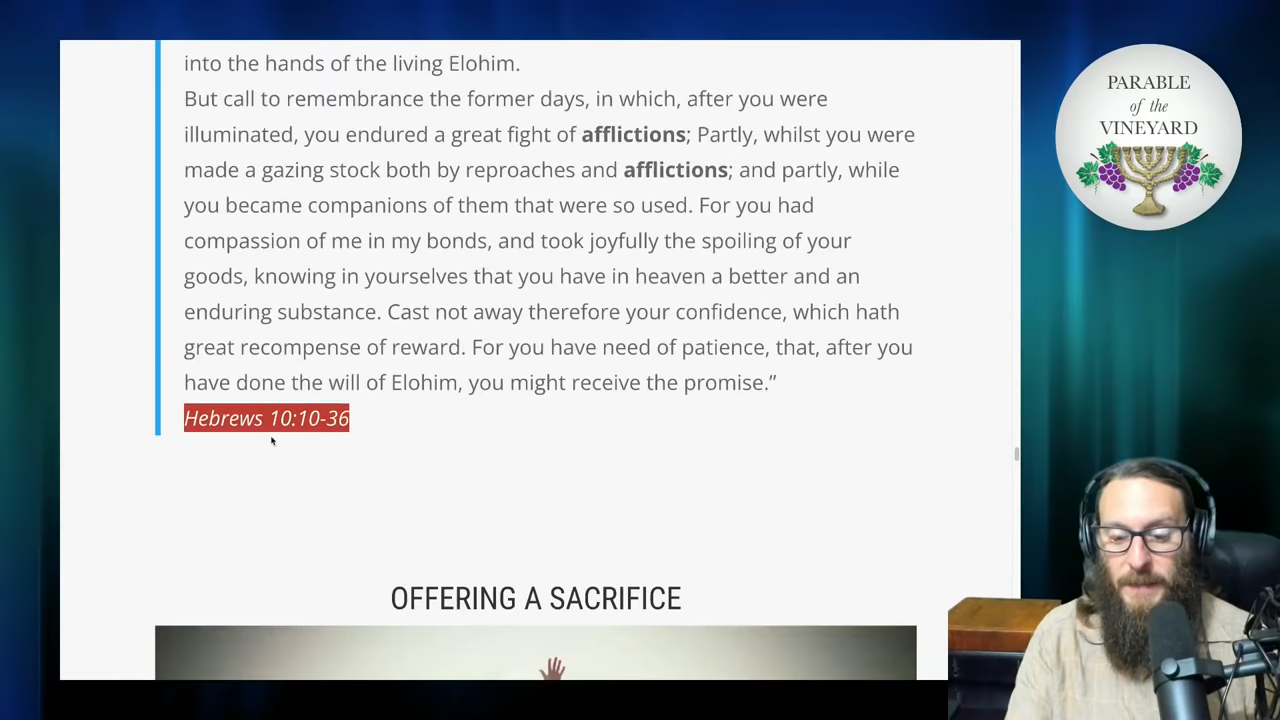 into the hands of the living Elohim.
But call to remembrance the former days, in which, after you were
illuminated, you endured a great fight of afflictions; Partly, whilst you were
made a gazing stock both by reproaches and afflictions; and partly, while
you became companions of them that were so used. For you had
compassion of me in my bonds, and took joyfully the spoiling of your
goods, knowing in yourselves that you have in heaven a better and an
enduring substance. Cast not away therefore your confidence, which hath
great recompense of reward. For you have need of patience, that, after you
have done the will of Elohim, you might receive the promise.”
Hebrews 10:10-36
OFFERING A SACRIFICE
PARABLE
of the
VINEYARD